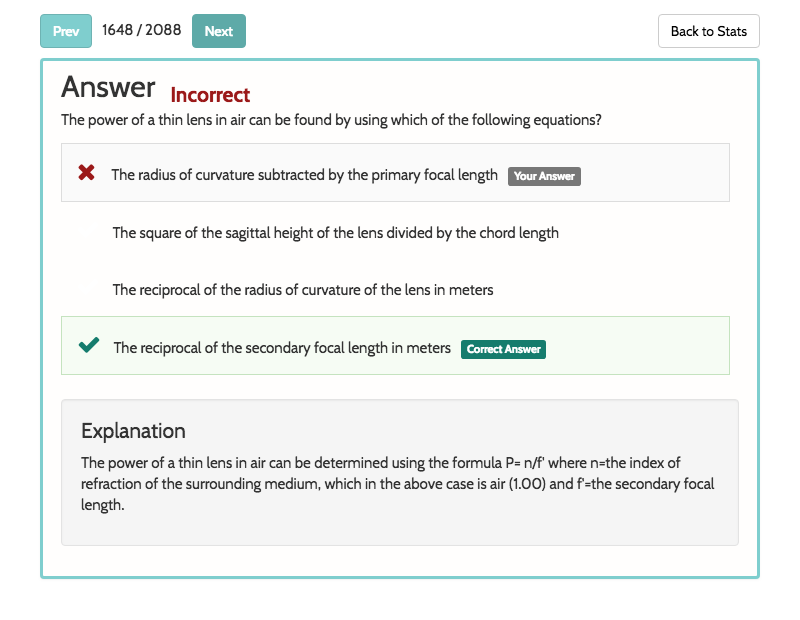 Prev 1648 / 2088 Next Back to Stats
Answer Incorrect
The power of a thin lens in air can be found by using which of the following equations?
The radius of curvature subtracted by the primary focal length Your Answer
The square of the sagittal height of the lens divided by the chord length
The reciprocal of the radius of curvature of the lens in meters
The reciprocal of the secondary focal length in meters Correct Answer
Explanation
The power of a thin lens in air can be determined using the formula P= n/f' where n=the index of
refraction of the surrounding medium, which in the above case is air (1.00) and f'=the secondary focal
length.